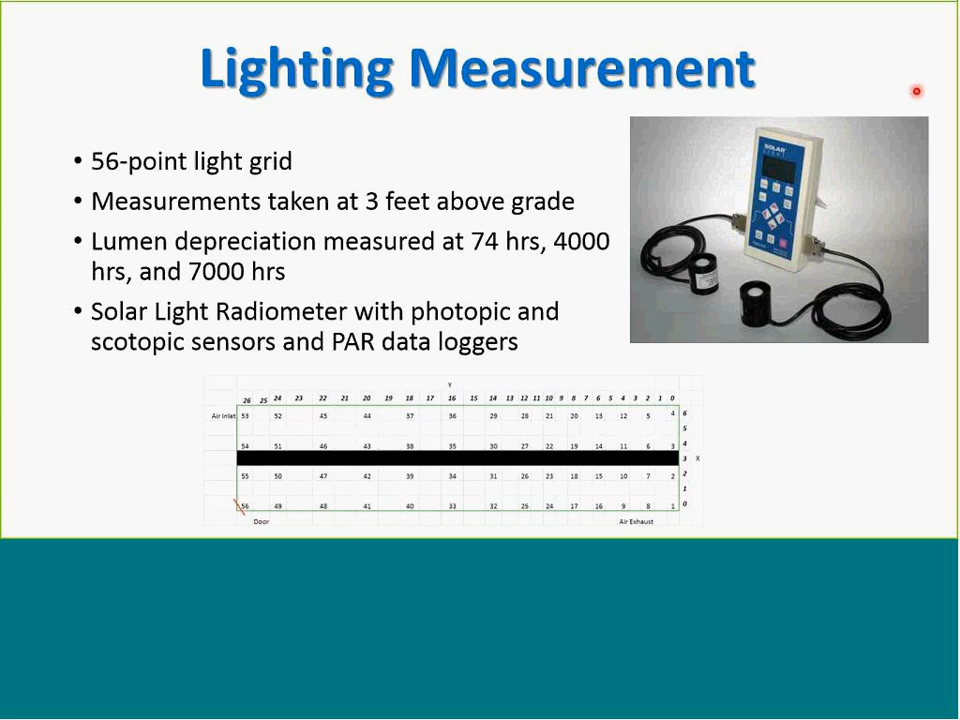 Lighting Measurement
• 56-point light grid
• Measurements taken at 3 feet above grade
• Lumen depreciation measured at 74 hrs, 4000
hrs, and 7000 hrs
• Solar Light Radiometer with photopic and
scotopic sensors and PAR data loggers
SOLAR
LIGHT
Y
26 25 24 23 22 21 20 19 18 17 16 15 14 13 12 11 10 9 8 7 6 5 4 3 2 1 0
Air Inlet 53 52 45 44 37 36 29 28 21 20 13 12 5 4 6
5
54 51 46 43 38 35 30 27 22 19 14 11 6 3 4
3 X
55 50 47 42 39 34 31 26 23 18 15 10 7 2 2
1
56 49 48 41 40 33 32 25 24 17 16 9 8 1 0
Door Air Exhaust